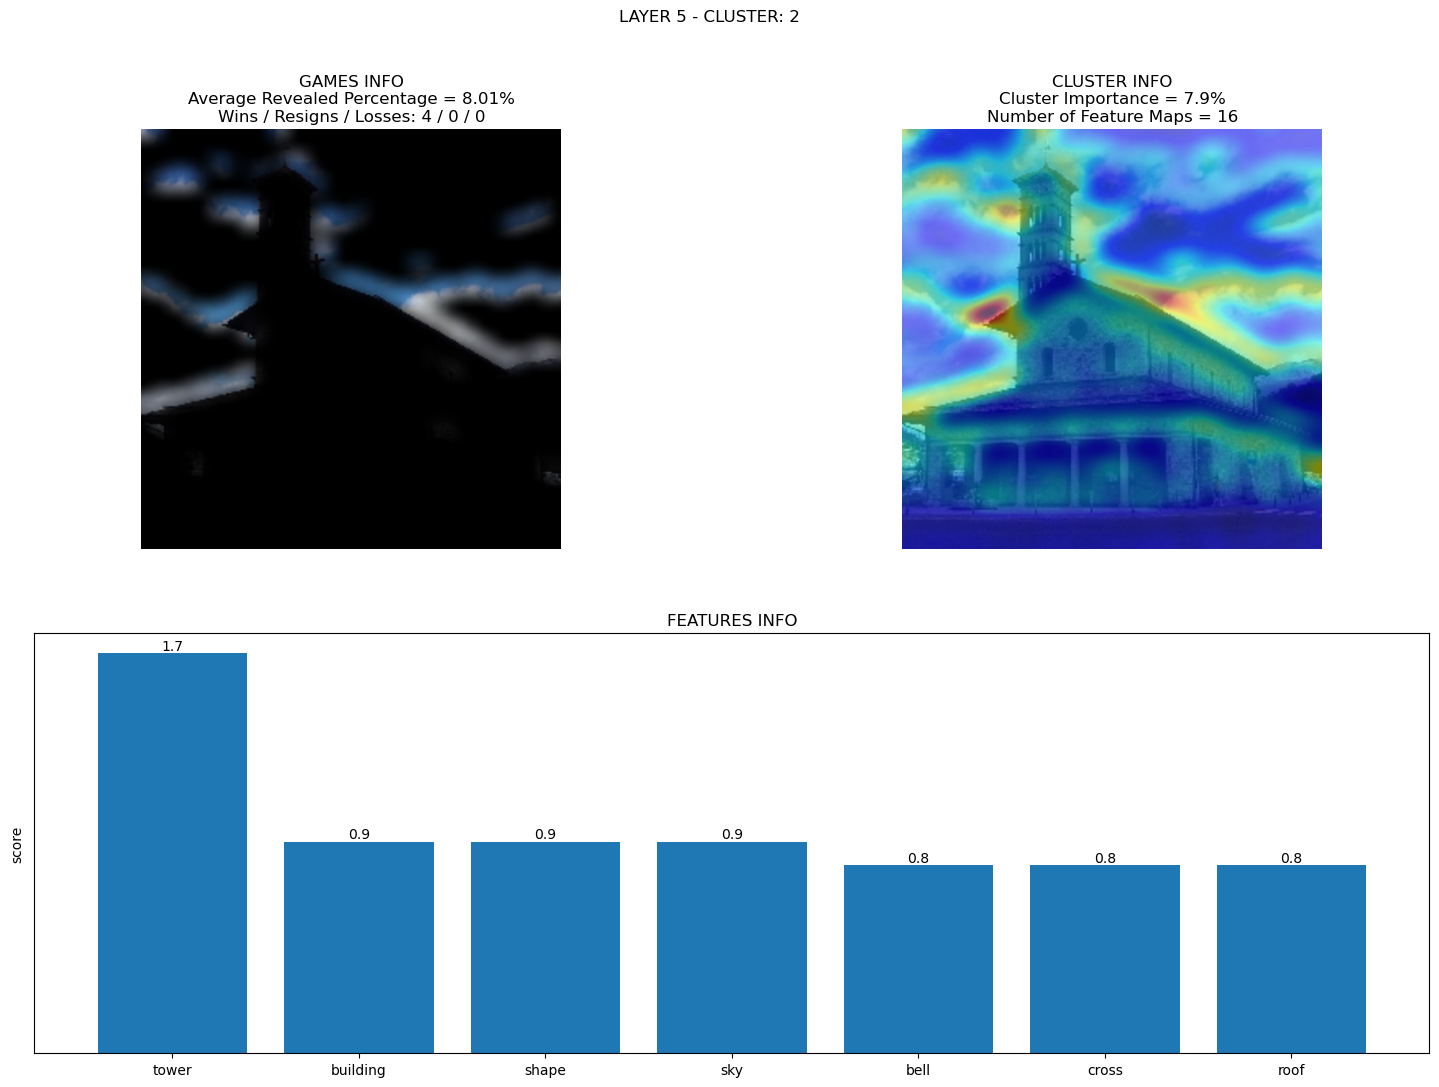 LAYER 5 - CLUSTER: 2
GAMES INFO
Average Revealed Percentage = 8.01%
Wins / Resigns / Losses: 4 / 0 / 0
CLUSTER INFO
Cluster Importance = 7.9%
Number of Feature Maps = 16
FEATURES INFO
score
1.7
0.9
0.9
0.9
0.8
0.8
0.8
tower
building
shape
sky
bell
cross
roof